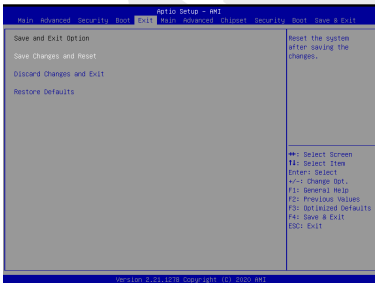 Aptio Setup – AMI
Main Advanced Security Boot Exit Main Advanced Chipset Security Boot Save & Exit
Save and Exit Option
Save Changes and Reset
Discard Changes and Exit
Restore Defaults
Reset the system
after saving the
changes.
→←: Select Screen
↑↓: Select Item
Enter: Select
+/-: Change Opt.
F1: General Help
F2: Previous Values
F3: Optimized Defaults
F4: Save & Exit
ESC: Exit
Version 2.21.1278 Copyright (C) 2020 AMI